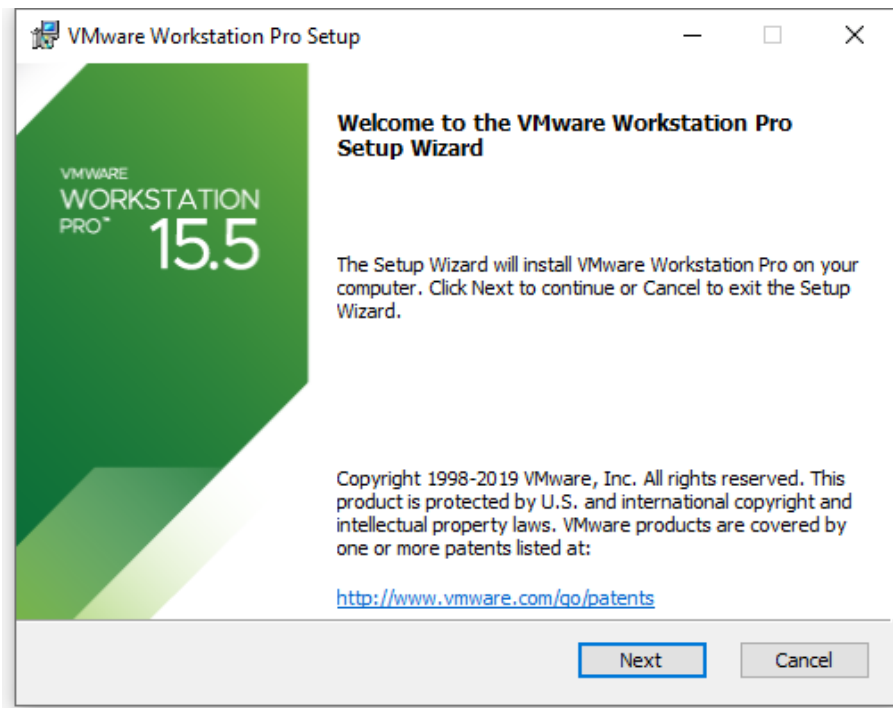 VMware Workstation Pro Setup
VMWARE
WORKSTATION
PRO™ 15.5
Welcome to the VMware Workstation Pro
Setup Wizard
The Setup Wizard will install VMware Workstation Pro on your
computer. Click Next to continue or Cancel to exit the Setup
Wizard.
Copyright 1998-2019 VMware, Inc. All rights reserved. This
product is protected by U.S. and international copyright and
intellectual property laws. VMware products are covered by
one or more patents listed at:
http://www.vmware.com/go/patents
Next Cancel